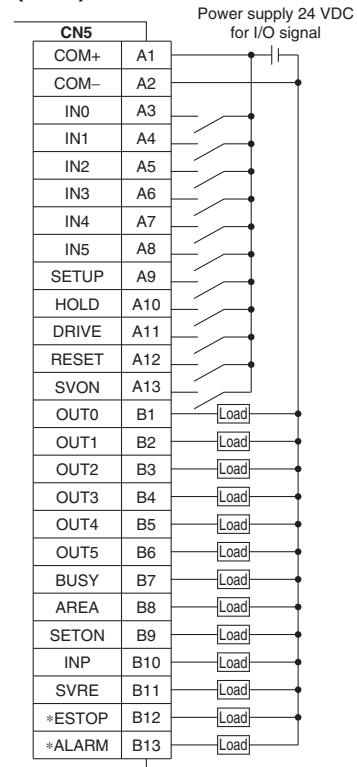 Power supply 24 VDC
for I/O signal
CN5
COM+ A1
COM− A2
IN0 A3
IN1 A4
IN2 A5
IN3 A6
IN4 A7
IN5 A8
SETUP A9
HOLD A10
DRIVE A11
RESET A12
SVON A13
OUT0 B1 Load
OUT1 B2 Load
OUT2 B3 Load
OUT3 B4 Load
OUT4 B5 Load
OUT5 B6 Load
BUSY B7 Load
AREA B8 Load
SETON B9 Load
INP B10 Load
SVRE B11 Load
∗ESTOP B12 Load
∗ALARM B13 Load